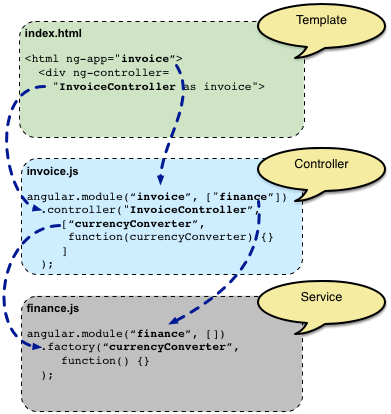 Template
index.html
<html ng-app="invoice">
<div ng-controller=
"InvoiceController as invoice">
Controller
invoice.js
angular.module("invoice", ["finance"])
.controller("InvoiceController",
["currencyConverter",
function(currencyConverter) {}
]
);
Service
finance.js
angular.module("finance", [])
.factory("currencyConverter",
function() {}
);